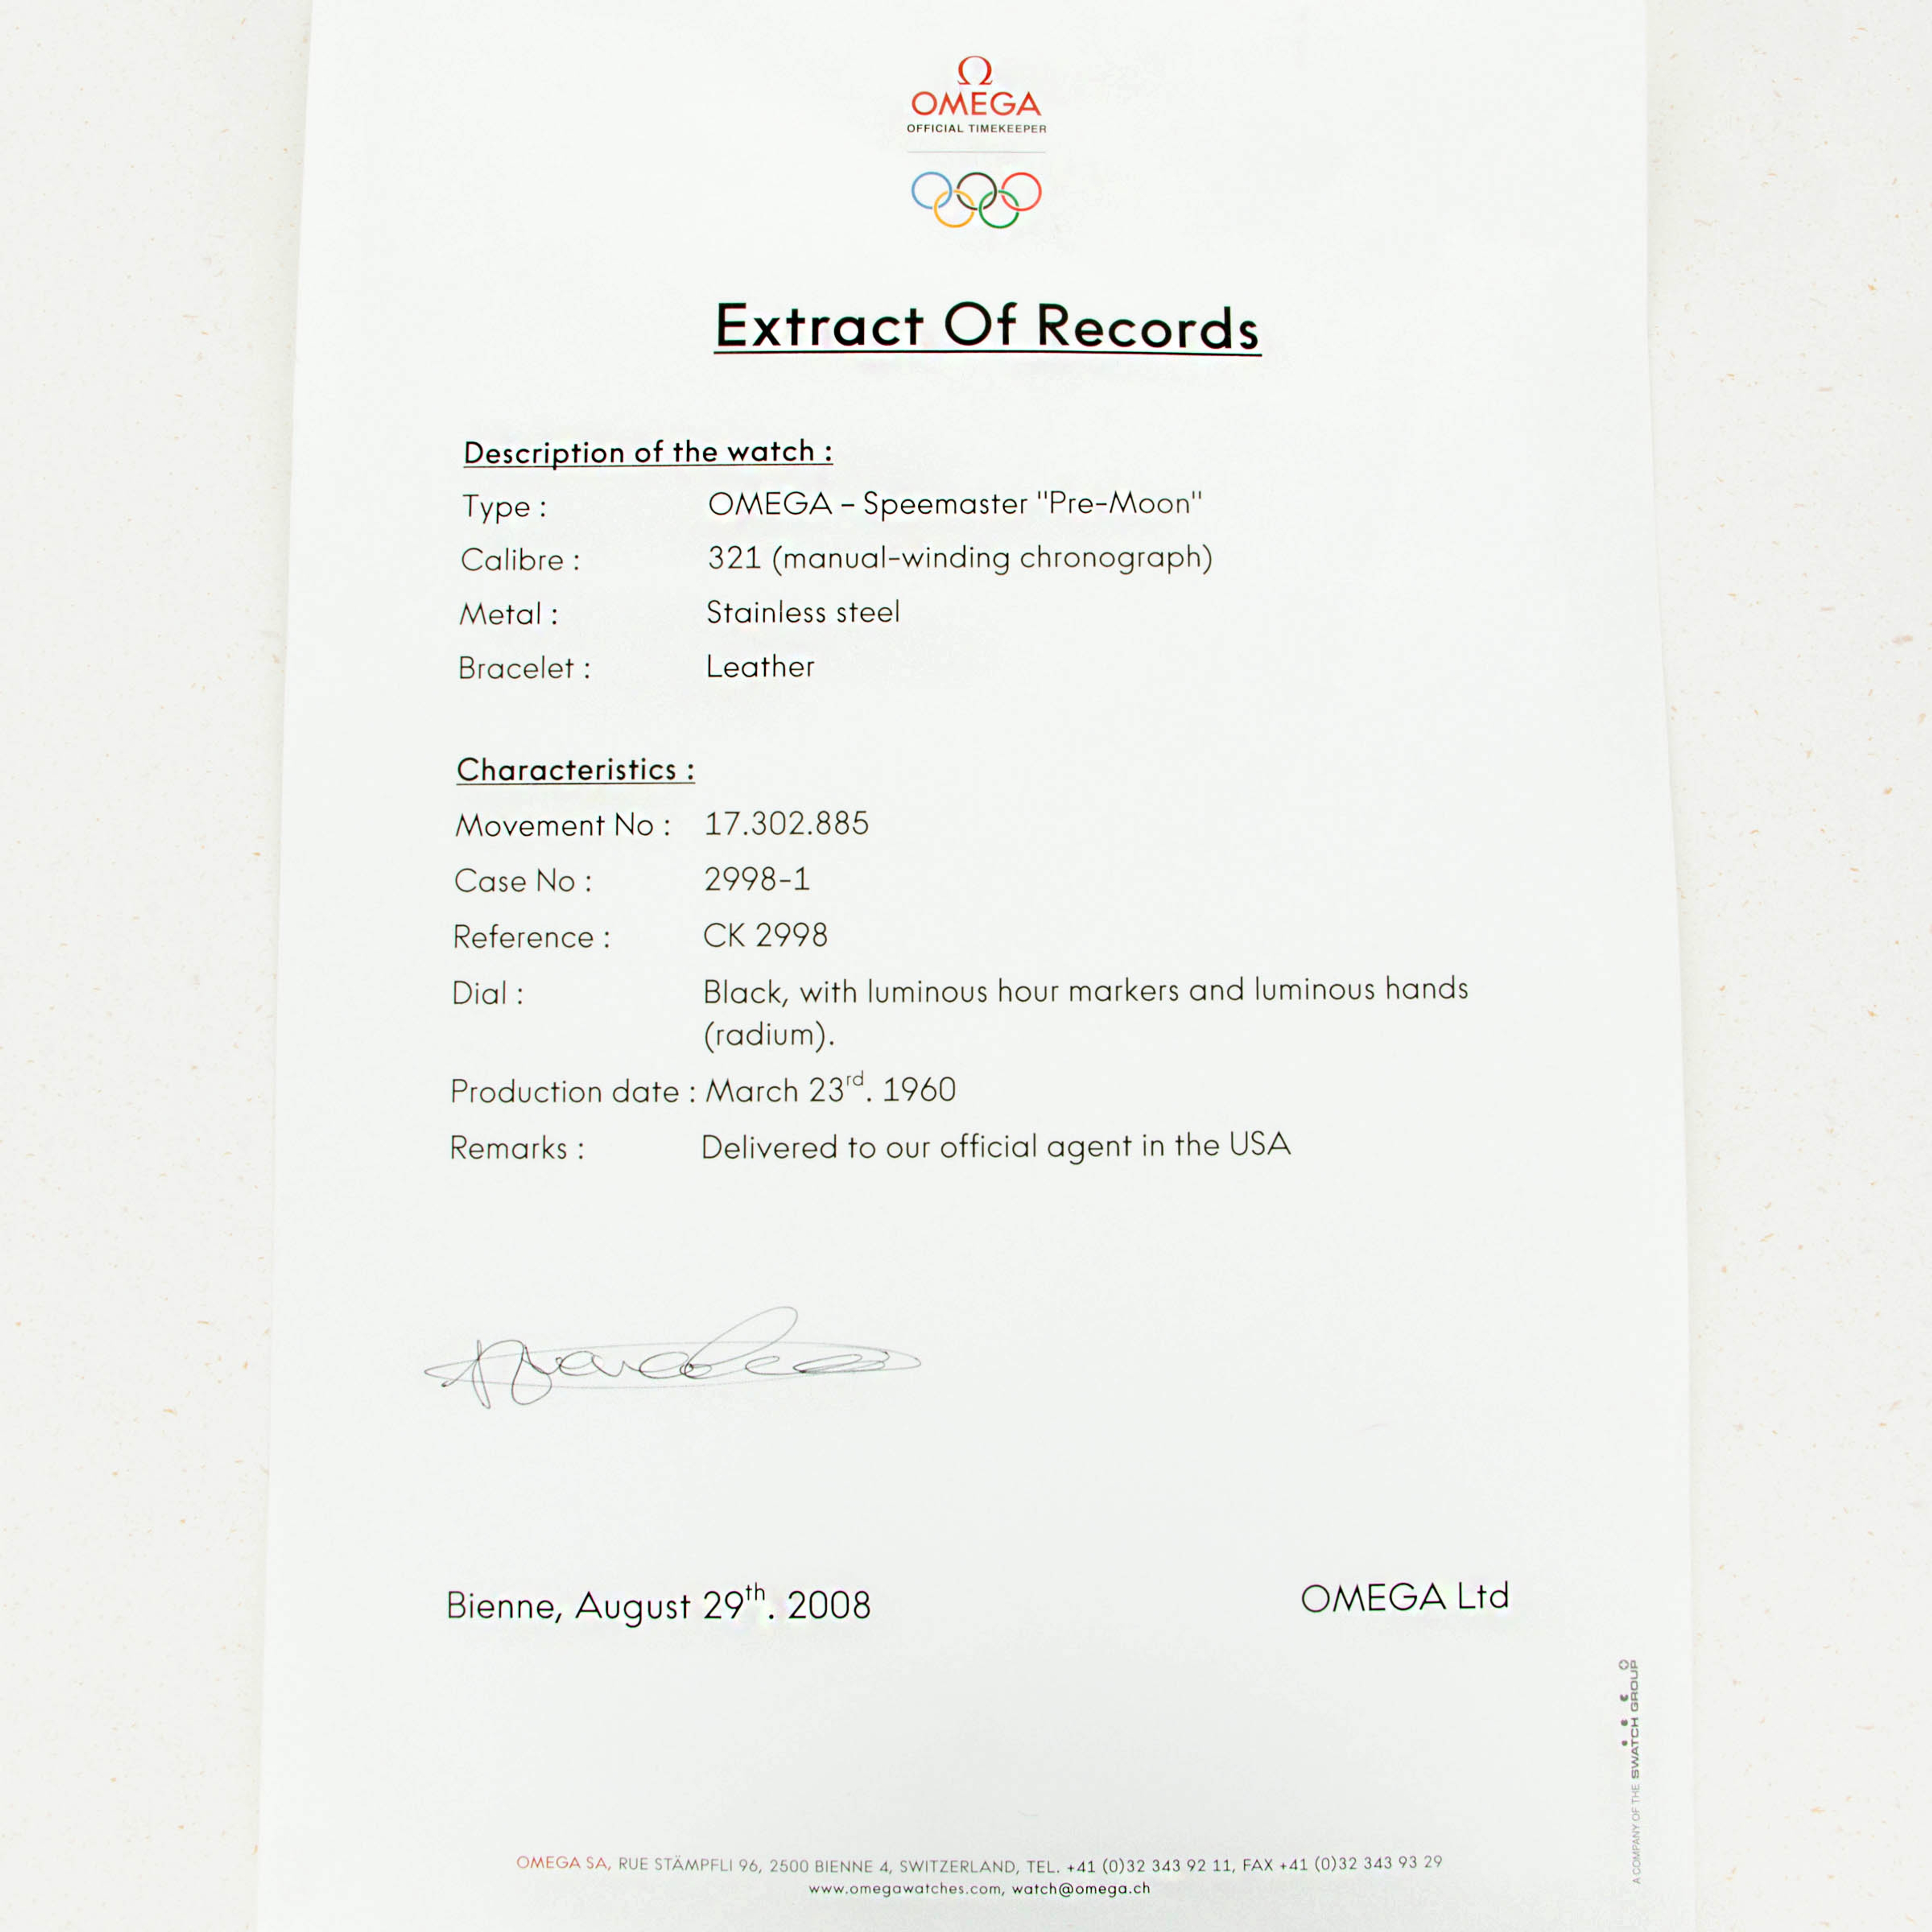 Ω
OMEGA
OFFICIAL TIMEKEEPER
Extract Of Records
Description of the watch :
Type : OMEGA – Speemaster "Pre-Moon"
Calibre : 321 (manual-winding chronograph)
Metal : Stainless steel
Bracelet : Leather
Characteristics :
Movement No : 17.302.885
Case No : 2998-1
Reference : CK 2998
Dial : Black, with luminous hour markers and luminous hands
(radium).
Production date : March 23rd. 1960
Remarks : Delivered to our official agent in the USA
Bienne, August 29th. 2008 OMEGA Ltd
A COMPANY OF THE SWATCH GROUP
OMEGA SA, RUE STÄMPFLI 96, 2500 BIENNE 4, SWITZERLAND, TEL. +41 (0)32 343 92 11, FAX +41 (0)32 343 93 29
www.omegawatches.com, watch@omega.ch